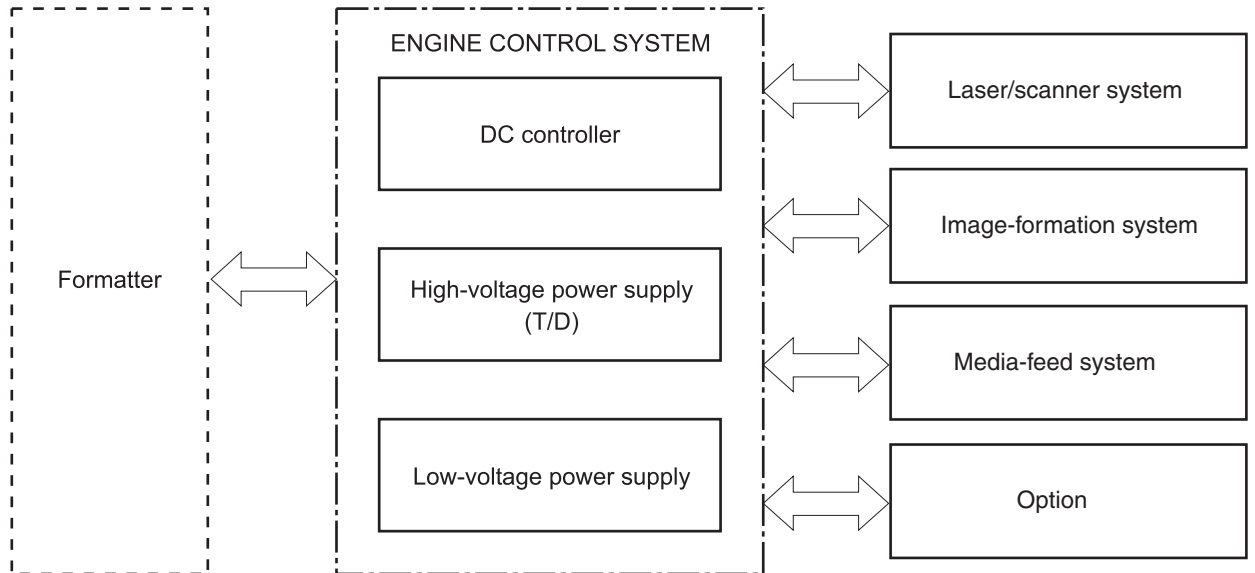 Formatter
ENGINE CONTROL SYSTEM
DC controller
High-voltage power supply
(T/D)
Low-voltage power supply
Laser/scanner system
Image-formation system
Media-feed system
Option